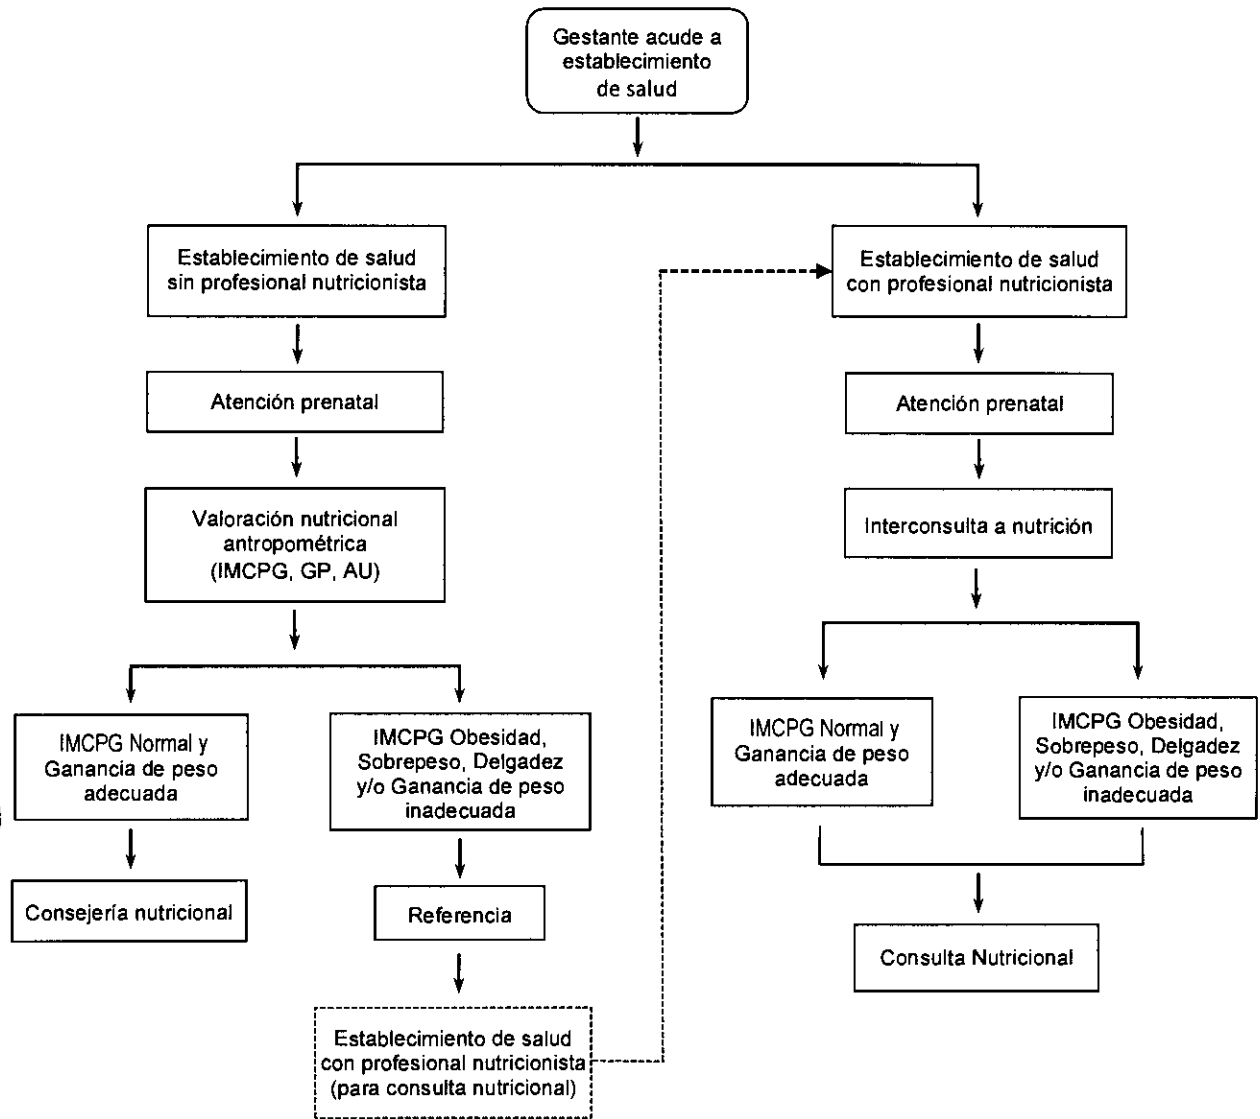 Gestante acude a
establecimiento
de salud
Establecimiento de salud
sin profesional nutricionista
Establecimiento de salud
con profesional nutricionista
Atención prenatal
Atención prenatal
Valoración nutricional
antropométrica
(IMCPG, GP, AU)
Interconsulta a nutrición
IMCPG Normal y
Ganancia de peso
adecuada
IMCPG Obesidad,
Sobrepeso, Delgadez
y/o Ganancia de peso
inadecuada
IMCPG Normal y
Ganancia de peso
adecuada
IMCPG Obesidad,
Sobrepeso, Delgadez
y/o Ganancia de peso
inadecuada
Consejería nutricional
Referencia
Consulta Nutricional
Establecimiento de salud
con profesional nutricionista
(para consulta nutricional)